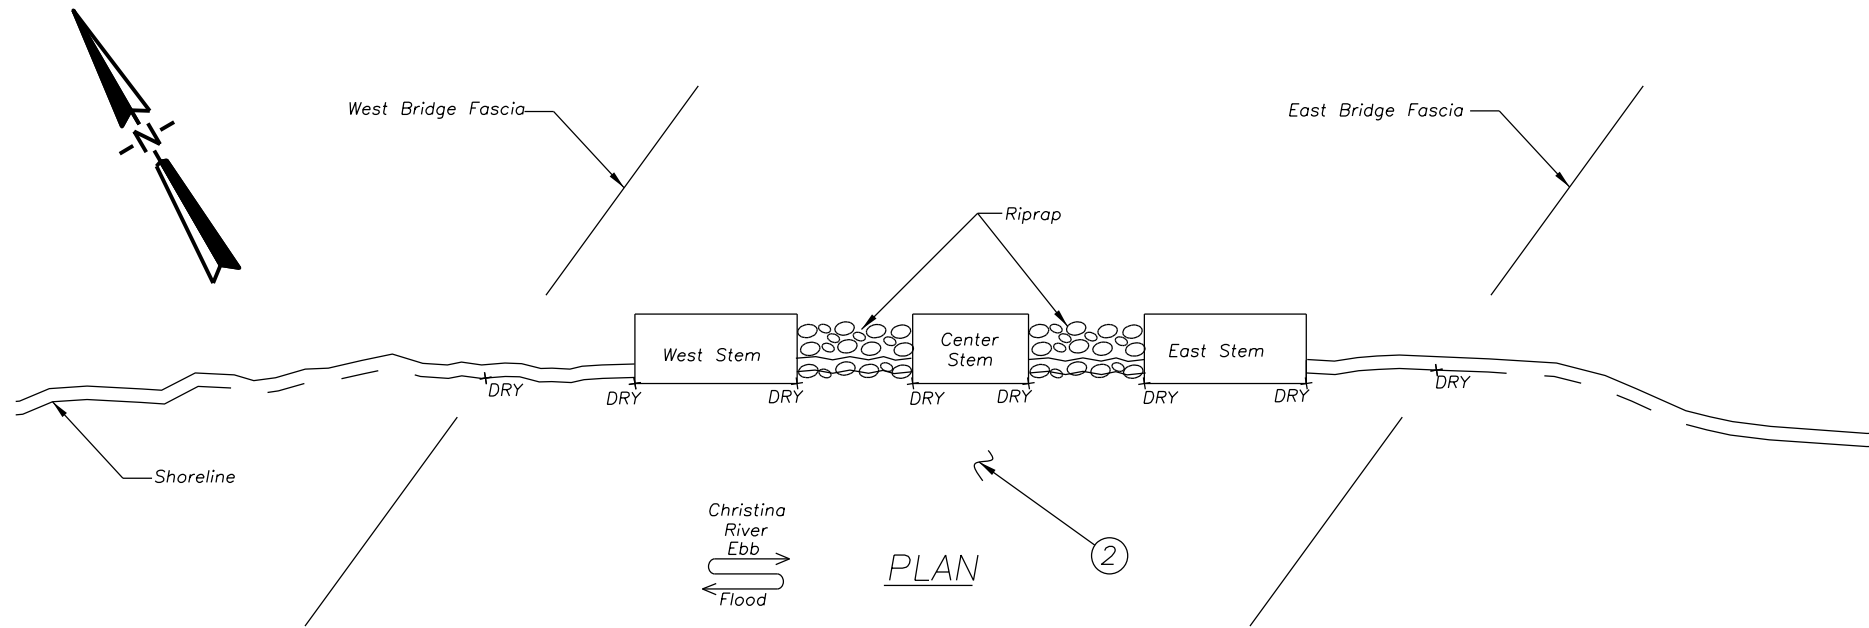 West Bridge Fascia
East Bridge Fascia
N
Riprap
West Stem
Center
Stem
East Stem
DRY
DRY
DRY
DRY
DRY
DRY
DRY
DRY
Shoreline
Christina
River
Ebb
Flood
PLAN
2